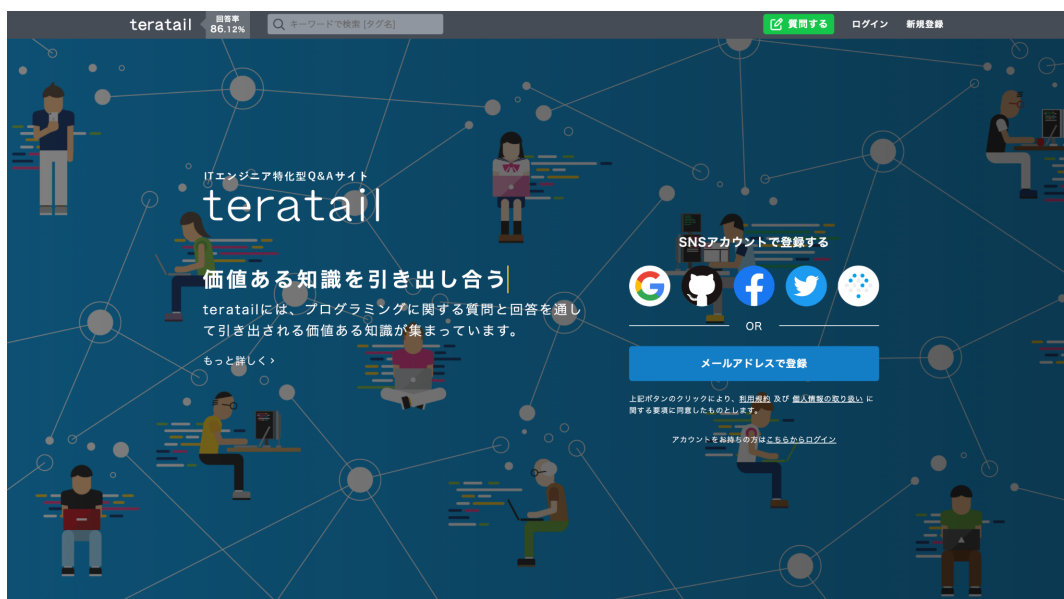 teratail
回答率
86.12%
キーワードで検索 [タグ名]
質問する
ログイン
新規登録
ITエンジニア特化型Q&Aサイト
teratail
価値ある知識を引き出し合う
teratailには、プログラミングに関する質問と回答を通し
て引き出される価値ある知識が集まっています。
もっと詳しく ›
SNSアカウントで登録する
OR
メールアドレスで登録
上記ボタンのクリックにより、利用規約 及び 個人情報の取り扱い に
関する要項に同意したものとします。
アカウントをお持ちの方はこちらからログイン